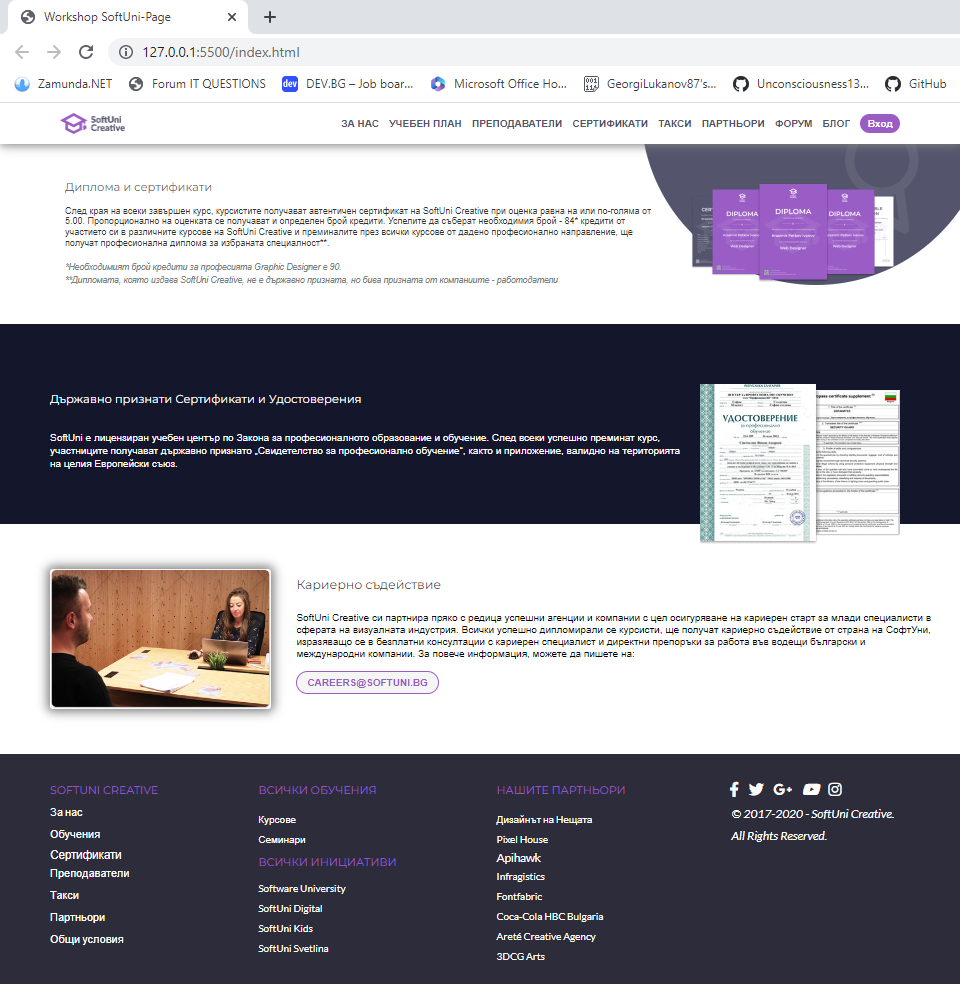 Workshop SoftUni-Page
127.0.0.1:5500/index.html
Zamunda.NET
Forum IT QUESTIONS
DEV.BG – Job boar...
Microsoft Office Ho...
GeorgiLukanov87's...
Unconsciousness13...
GitHub
SoftUni
Creative
ЗА НАС УЧЕБЕН ПЛАН ПРЕПОДАВАТЕЛИ СЕРТИФИКАТИ ТАКСИ ПАРТНЬОРИ ФОРУМ БЛОГ Вход
Диплома и сертификати
След края на всеки завършен курс, курсистите получават автентичен сертификат на SoftUni Creative при оценка равна на или по-голяма от
5.00. Пропорционално на оценката се получават и определен брой кредити. Успелите да съберат необходимия брой - 84* кредити от
участието си в различните курсове на SoftUni Creative и преминалите през всички курсове от дадено професионално направление, ще
получат професионална диплома за избраната специалност**.
*Необходимият брой кредити за професията Graphic Designer е 90.
**Дипломата, която издава SoftUni Creative, не е държавно призната, но бива призната от компаниите - работодатели
DIPLOMA
DIPLOMA
DIPLOMA
Web Designer
Web Designer
Web Designer
Държавно признати Сертификати и Удостоверения
SoftUni е лицензиран учебен център по Закона за професионалното образование и обучение. След всеки успешно преминат курс,
участниците получават държавно признато „Свидетелство за професионално обучение", както и приложение, валидно на територията
на целия Европейски съюз.
УДОСТОВЕРЕНИЕ
за професионално
обучение
certificate supplement
Кариерно съдействие
SoftUni Creative си партнира пряко с редица успешни агенции и компании с цел осигуряване на кариерен старт за млади специалисти в
сферата на визуалната индустрия. Всички успешно дипломирали се курсисти, ще получат кариерно съдействие от страна на СофтУни,
изразяващо се в безплатни консултации с кариерен специалист и директни препоръки за работа във водещи български и
международни компании. За повече информация, можете да пишете на:
CAREERS@SOFTUNI.BG
SOFTUNI CREATIVE
За нас
Обучения
Сертификати
Преподаватели
Такси
Партньори
Общи условия
ВСИЧКИ ОБУЧЕНИЯ
Курсове
Семинари
ВСИЧКИ ИНИЦИАТИВИ
Software University
SoftUni Digital
SoftUni Kids
SoftUni Svetlina
НАШИТЕ ПАРТНЬОРИ
Дизайнът на Нещата
Pixel House
Apihawk
Infragistics
Fontfabric
Coca-Cola HBC Bulgaria
Areté Creative Agency
3DCG Arts
© 2017-2020 - SoftUni Creative.
All Rights Reserved.